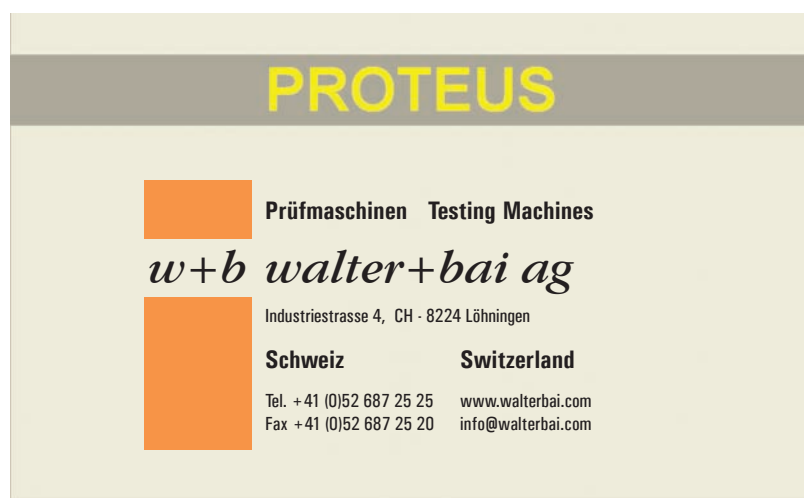 PROTEUS
Prüfmaschinen Testing Machines
w+b walter+bai ag
Industriestrasse 4, CH - 8224 Löhningen
Schweiz Switzerland
Tel. +41 (0)52 687 25 25 www.walterbai.com
Fax +41 (0)52 687 25 20 info@walterbai.com